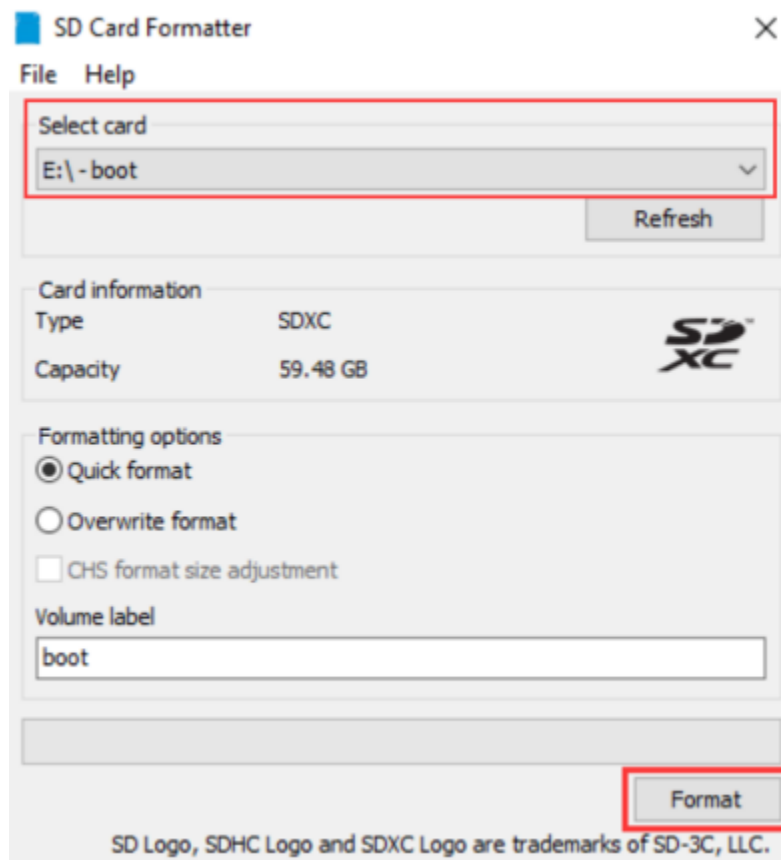 SD Card Formatter
File Help
Select card
E:\ - boot
Refresh
Card information
Type SDXC
Capacity 59.48 GB
SD XC
Formatting options
Quick format
Overwrite format
CHS format size adjustment
Volume label
boot
Format
SD Logo, SDHC Logo and SDXC Logo are trademarks of SD-3C, LLC.